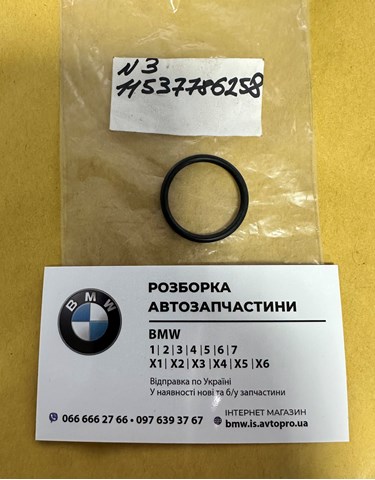 N3
11537786258
BMW
РОЗБОРКА
АВТОЗАПЧАСТИНИ
BMW
1 | 2 | 3 | 4 | 5 | 6 | 7
X1 | X2 | X3 | X4 | X5 | X6
Відправка по Україні
У наявності нові та б/у запчастини
066 666 27 66 • 097 639 37 67
ІНТЕРНЕТ МАГАЗИН
bmw.is.avtopro.ua